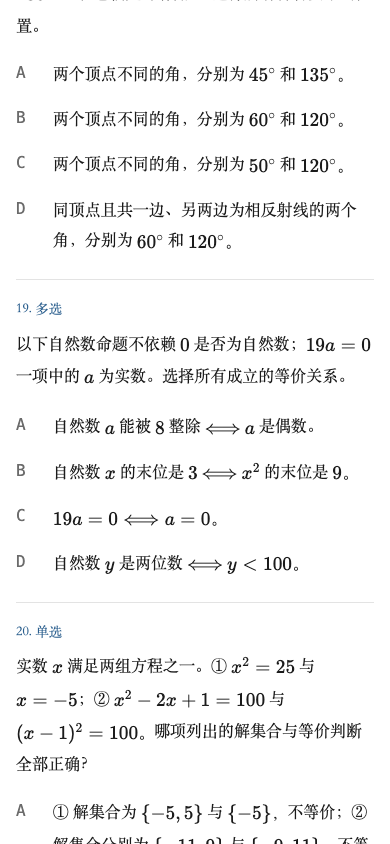 置。
A 两个顶点不同的角，分别为 45° 和 135°。
B 两个顶点不同的角，分别为 60° 和 120°。
C 两个顶点不同的角，分别为 50° 和 120°。
D 同顶点且共一边、另两边为相反射线的两个
角，分别为 60° 和 120°。
19. 多选
以下自然数命题不依赖 0 是否为自然数；19a = 0
一项中的 a 为实数。选择所有成立的等价关系。
A 自然数 a 能被 8 整除 ⟺ a 是偶数。
B 自然数 x 的末位是 3 ⟺ x² 的末位是 9。
C 19a = 0 ⟺ a = 0。
D 自然数 y 是两位数 ⟺ y < 100。
20. 单选
实数 x 满足两组方程之一。① x² = 25 与
x = −5；② x² − 2x + 1 = 100 与
(x − 1)² = 100。哪项列出的解集合与等价判断
全部正确?
A ① 解集合为 {−5, 5} 与 {−5}，不等价；②